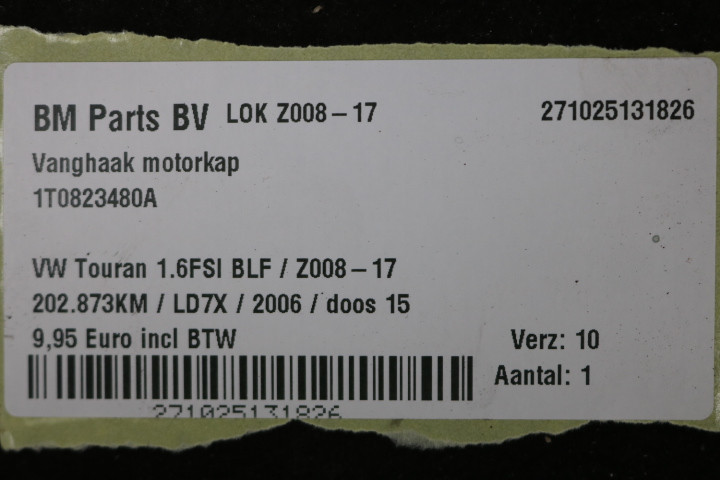 BM Parts BV LOK Z008-17 271025131826
Vanghaak motorkap
1T0823480A
VW Touran 1.6FSI BLF / Z008-17
202.873KM / LD7X / 2006 / doos 15
9,95 Euro incl BTW Verz: 10
Aantal: 1
271025131826